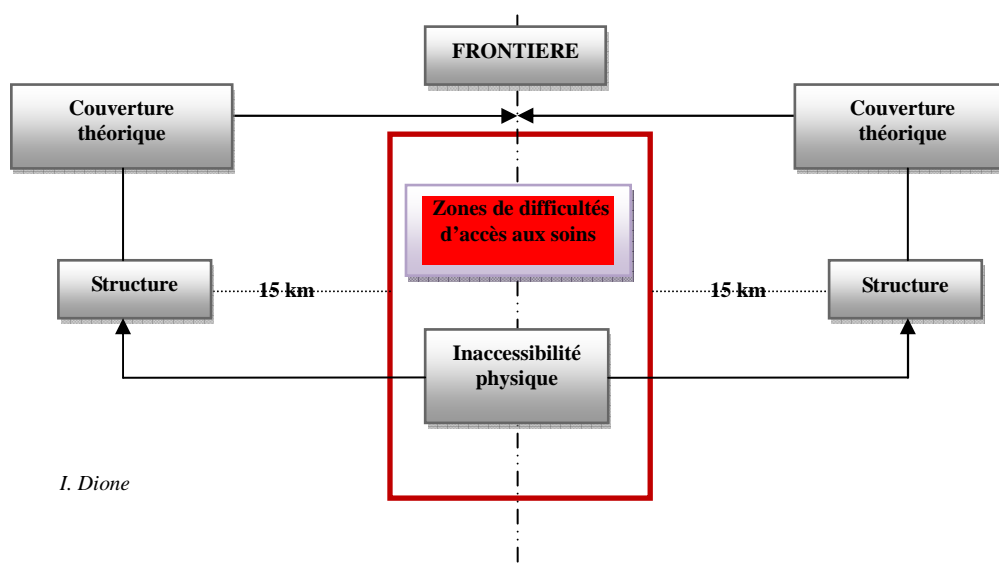 FRONTIERE
Couverture
théorique
Couverture
théorique
Zones de difficultés
d'accès aux soins
Structure
15 km
15 km
Structure
Inaccessibilité
physique
I. Dione